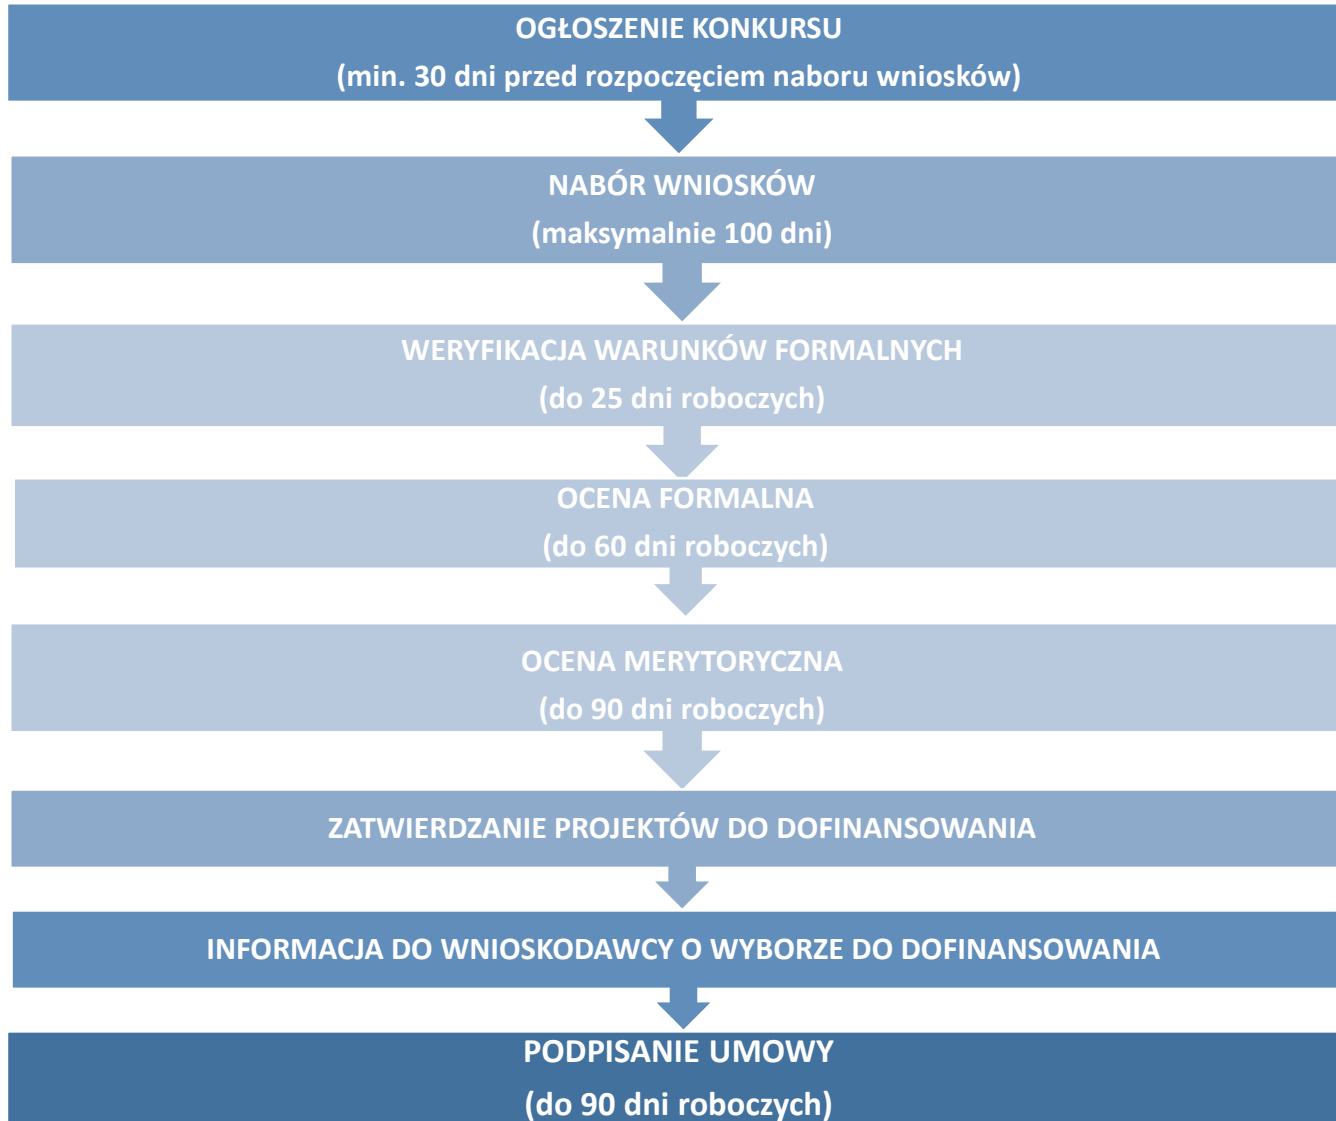 OGŁOSZENIE KONKURSU
(min. 30 dni przed rozpoczęciem naboru wniosków)
NABÓR WNIOSKÓW
(maksymalnie 100 dni)
WERYFIKACJA WARUNKÓW FORMALNYCH
(do 25 dni roboczych)
OCENA FORMALNA
(do 60 dni roboczych)
OCENA MERYTORYCZNA
(do 90 dni roboczych)
ZATWIERDZANIE PROJEKTÓW DO DOFINANSOWANIA
INFORMACJA DO WNIOSKODAWCY O WYBORZE DO DOFINANSOWANIA
PODPISANIE UMOWY
(do 90 dni roboczych)